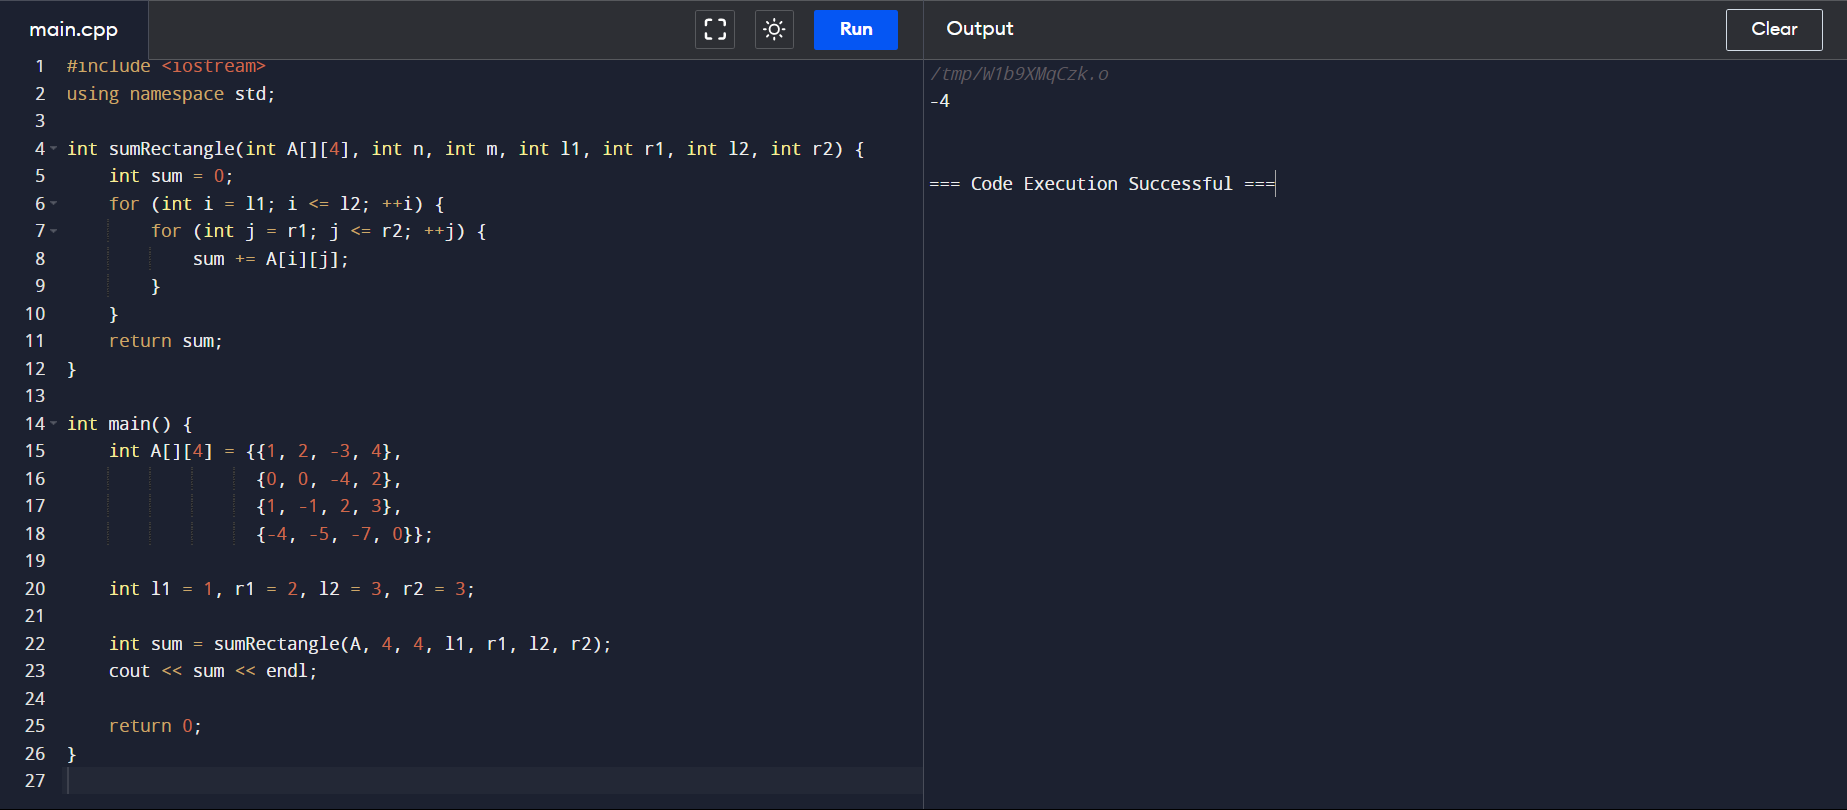 main.cpp
Run
Output
Clear
1 #include <iostream>
2 using namespace std;
3
4 int sumRectangle(int A[][4], int n, int m, int l1, int r1, int l2, int r2) {
5     int sum = 0;
6     for (int i = l1; i <= l2; ++i) {
7         for (int j = r1; j <= r2; ++j) {
8             sum += A[i][j];
9         }
10     }
11     return sum;
12 }
13
14 int main() {
15     int A[][4] = {{1, 2, -3, 4},
16                   {0, 0, -4, 2},
17                   {1, -1, 2, 3},
18                   {-4, -5, -7, 0}};
19
20     int l1 = 1, r1 = 2, l2 = 3, r2 = 3;
21
22     int sum = sumRectangle(A, 4, 4, l1, r1, l2, r2);
23     cout << sum << endl;
24
25     return 0;
26 }
27
/tmp/W1b9XMqCzk.o
-4
=== Code Execution Successful ===